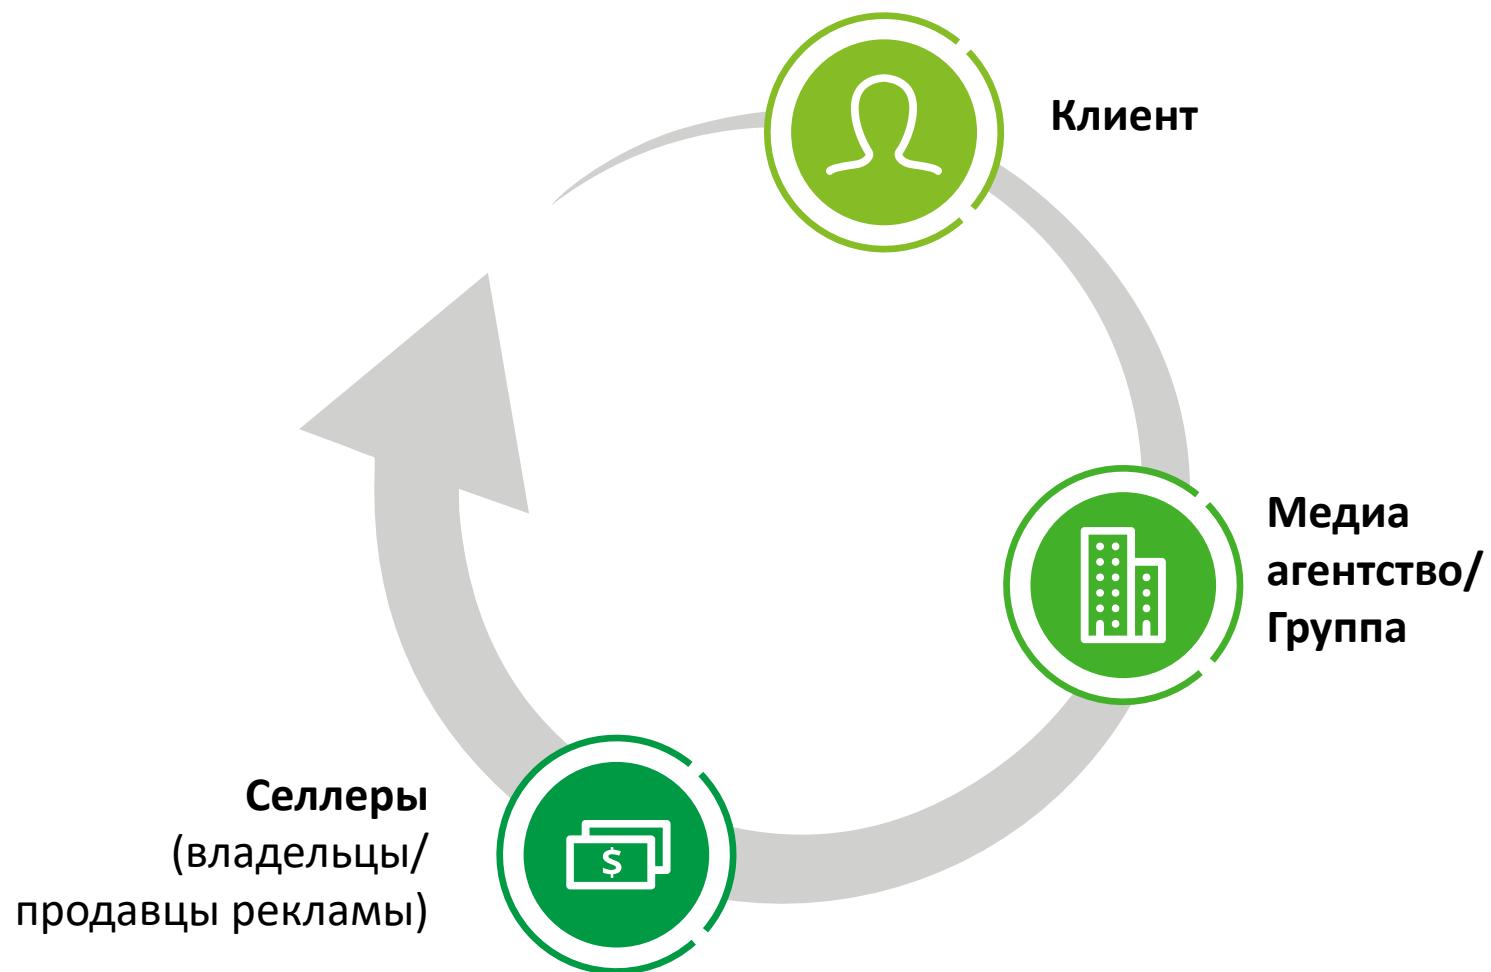 Клиент
Медиа
агентство/
Группа
Селлеры
(владельцы/
продавцы рекламы)
$